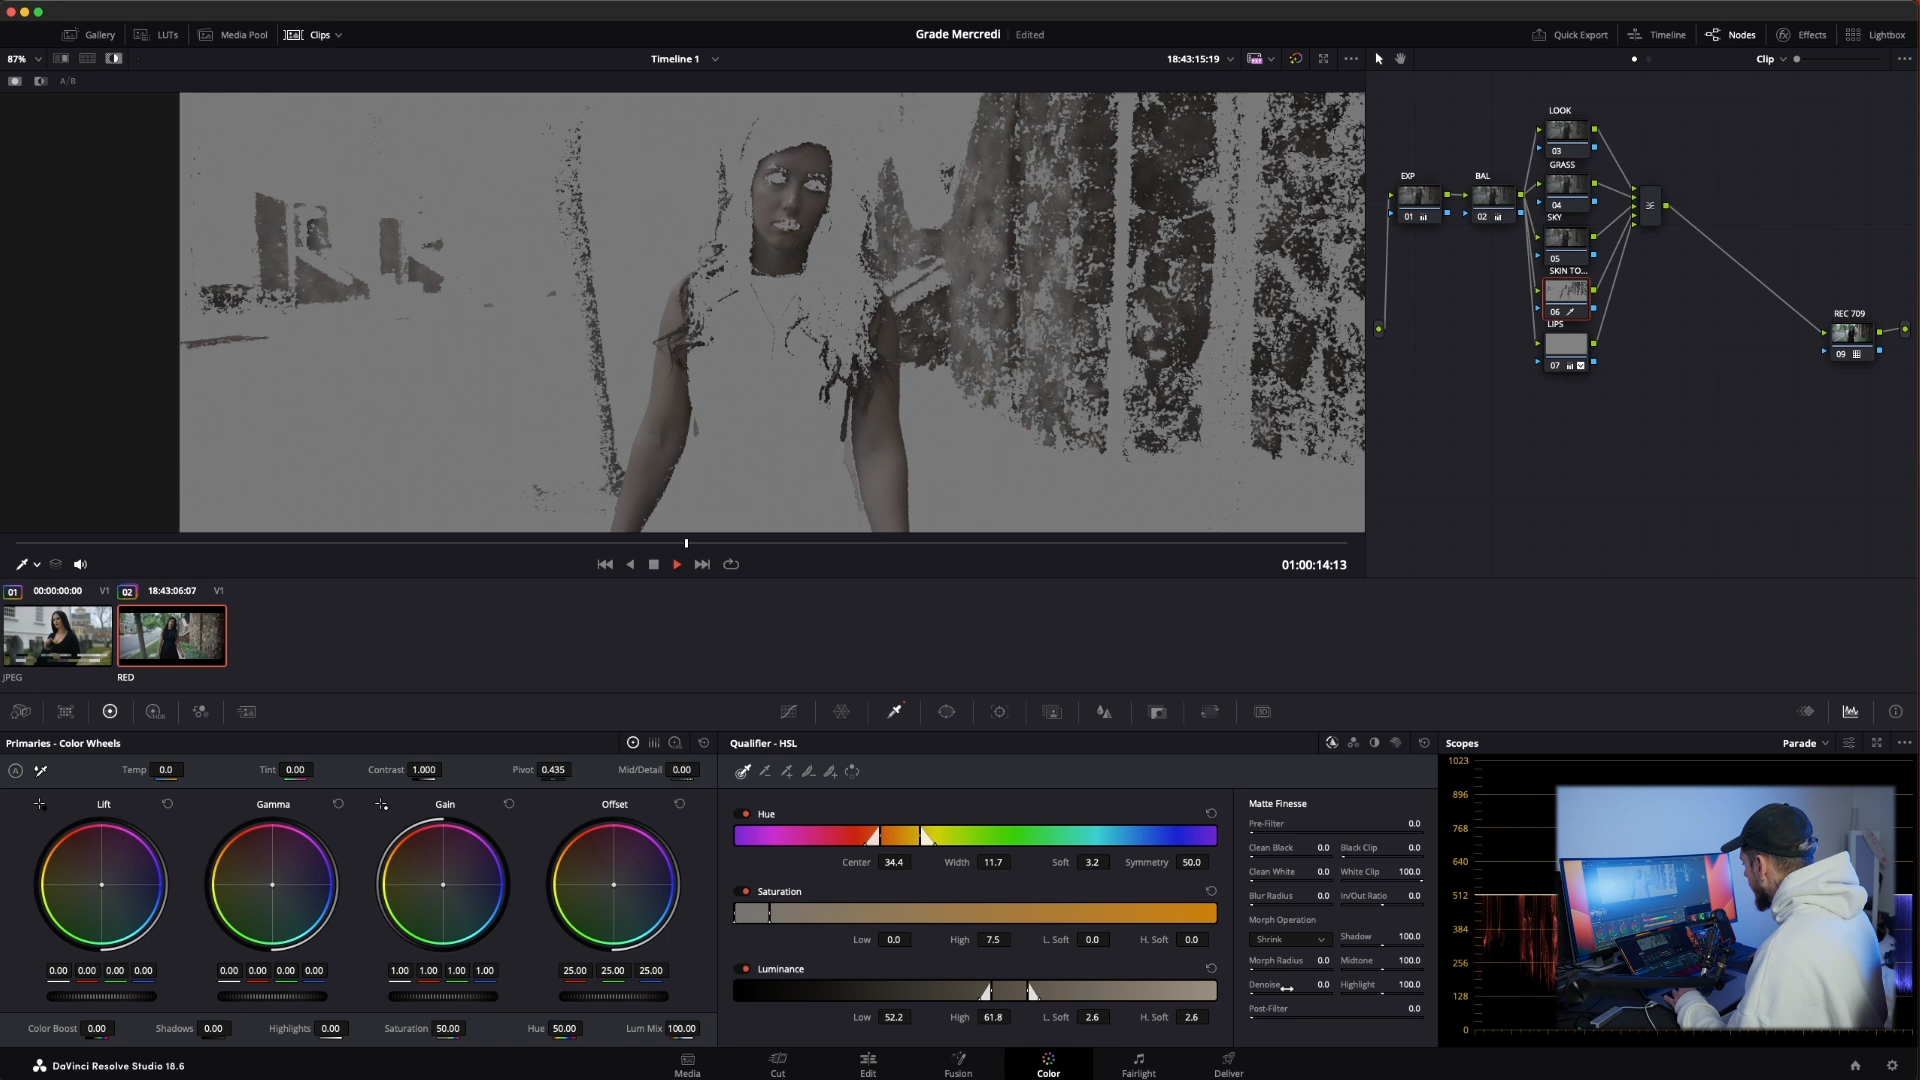 Gallery LUTs Media Pool Clips Grade Mercredi Edited Quick Export Timeline Nodes Effects Lightbox
87% Timeline 1 18:43:15:19 Clip
A/B
LOOK
03
GRASS
EXP BAL
04
01 02
SKY
05
SKIN TO...
06
REC 709
LIPS
09
07
01:00:14:13
01 00:00:00:00 V1 02 18:43:06:07 V1
JPEG RED
HDR 3D
Primaries - Color Wheels Qualifier - HSL Scopes Parade
A Temp 0.0 Tint 0.00 Contrast 1.000 Pivot 0.435 Mid/Detail 0.00
Lift Gamma Gain Offset
0.00 0.00 0.00 0.00 0.00 0.00 0.00 0.00 1.00 1.00 1.00 1.00 25.00 25.00 25.00
Color Boost 0.00 Shadows 0.00 Highlights 0.00 Saturation 50.00 Hue 50.00 Lum Mix 100.00
Hue
Center 34.4 Width 11.7 Soft 3.2 Symmetry 50.0
Saturation
Low 0.0 High 7.5 L. Soft 0.0 H. Soft 0.0
Luminance
Low 52.2 High 61.8 L. Soft 2.6 H. Soft 2.6
Matte Finesse
Pre-Filter 0.0
Clean Black 0.0 Black Clip 0.0
Clean White 0.0 White Clip 100.0
Blur Radius 0.0 In/Out Ratio 0.0
Morph Operation
Shrink Shadow 100.0
Morph Radius 0.0 Midtone 100.0
Denoise 0.0 Highlight 100.0
Post-Filter 0.0
1023
896
768
640
512
384
256
128
0
DaVinci Resolve Studio 18.6 Media Cut Edit Fusion Color Fairlight Deliver